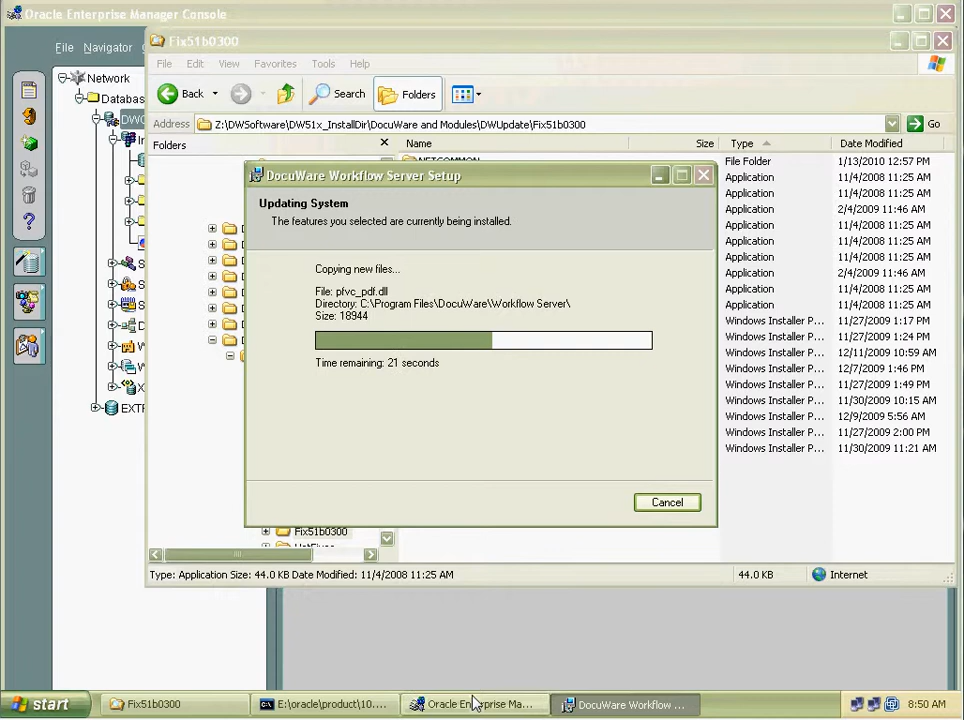 Oracle Enterprise Manager Console
File Navigator
Network
Databas
EXT
Fix51b0300
File Edit View Favorites Tools Help
Back Search Folders
Address Z:\DWSoftware\DW51x_InstallDir\DocuWare and Modules\DWUpdate\Fix51b0300 Go
Folders Name Size Type Date Modified
NETCOMMON File Folder 1/13/2010 12:57 PM
Application 11/4/2008 11:25 AM
Application 11/4/2008 11:25 AM
Application 2/4/2009 11:46 AM
Application 11/4/2008 11:25 AM
Application 11/4/2008 11:25 AM
Application 11/4/2008 11:25 AM
Application 2/4/2009 11:46 AM
Application 11/4/2008 11:25 AM
Application 11/4/2008 11:25 AM
Windows Installer P... 11/27/2009 1:17 PM
Windows Installer P... 11/27/2009 1:34 PM
Windows Installer P... 12/11/2009 10:59 AM
Windows Installer P... 12/7/2009 1:46 PM
Windows Installer P... 11/27/2009 1:49 PM
Windows Installer P... 11/30/2009 10:15 AM
Windows Installer P... 12/9/2009 5:56 AM
Windows Installer P... 11/27/2009 2:00 PM
Windows Installer P... 11/30/2009 11:21 AM
DocuWare Workflow Server Setup
Updating System
The features you selected are currently being installed.
Copying new files...
File: pfvc_pdf.dll
Directory: C:\Program Files\DocuWare\Workflow Server\
Size: 18944
Time remaining: 21 seconds
Cancel
Fix51b0300
Type: Application Size: 44.0 KB Date Modified: 11/4/2008 11:25 AM 44.0 KB Internet
start Fix51b0300 E:\oracle\product\10.... Oracle Enterprise Ma... DocuWare Workflow ... 8:50 AM